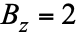 B_z = 2